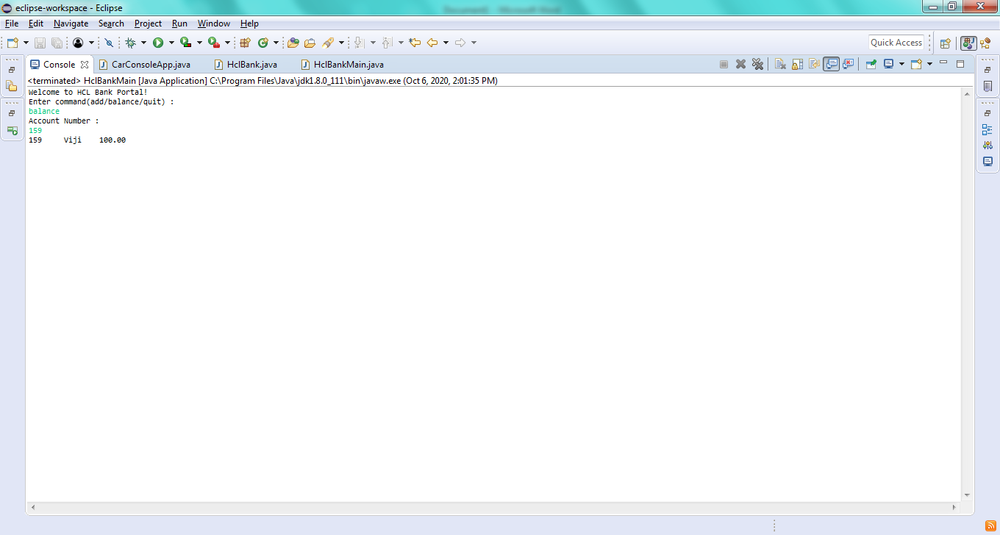 eclipse-workspace - Eclipse
File Edit Navigate Search Project Run Window Help
Quick Access
Console CarConsoleApp.java HclBank.java HclBankMain.java
<terminated> HclBankMain [Java Application] C:\Program Files\Java\jdk1.8.0_111\bin\javaw.exe (Oct 6, 2020, 2:01:35 PM)
Welcome to HCL Bank Portal!
Enter command(add/balance/quit) :
balance
Account Number :
159
159     Viji    100.00